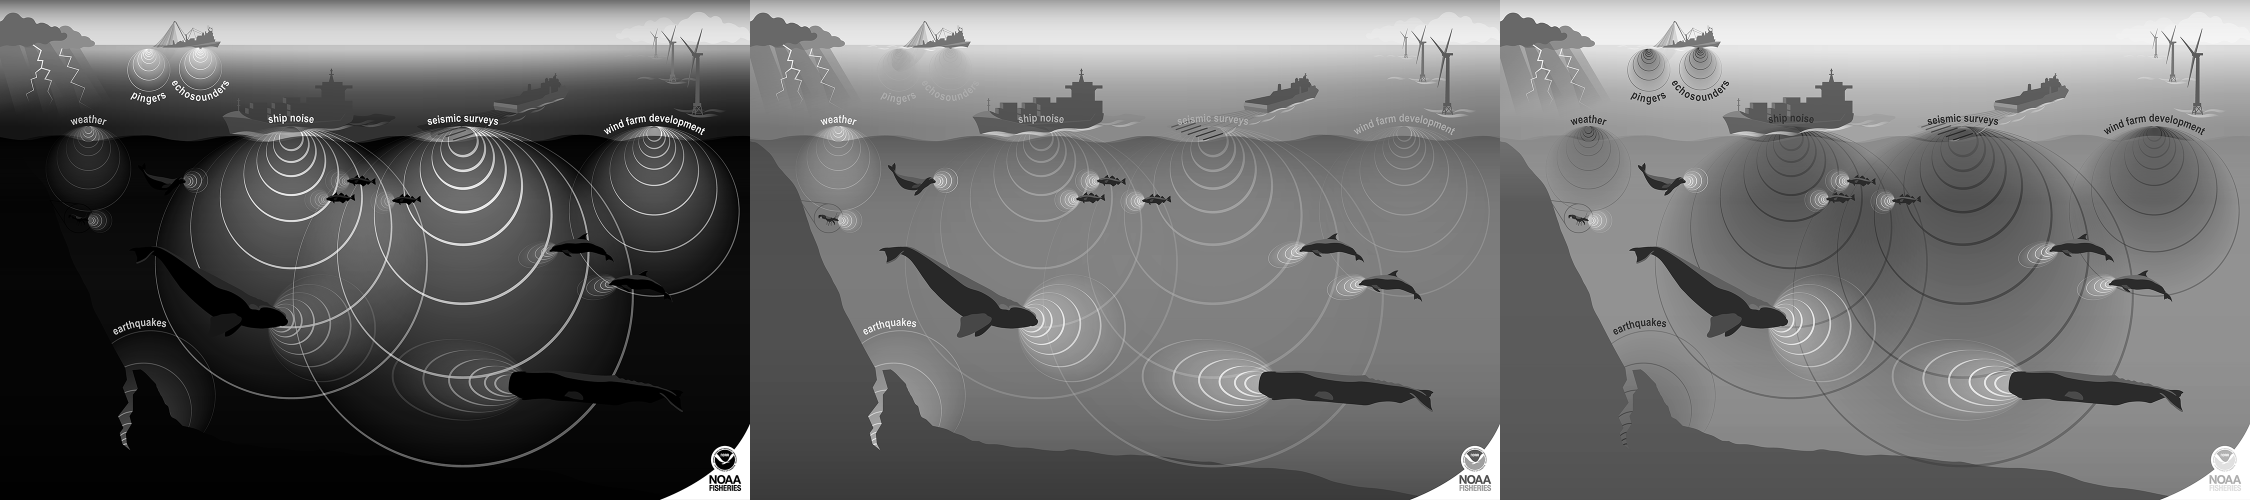 pingers
echosounders
weather
ship noise
seismic surveys
wind farm development
earthquakes
NOAA
FISHERIES
pingers
echosounders
weather
ship noise
seismic surveys
wind farm development
earthquakes
NOAA
FISHERIES
pingers
echosounders
weather
ship noise
seismic surveys
wind farm development
earthquakes
NOAA
FISHERIES